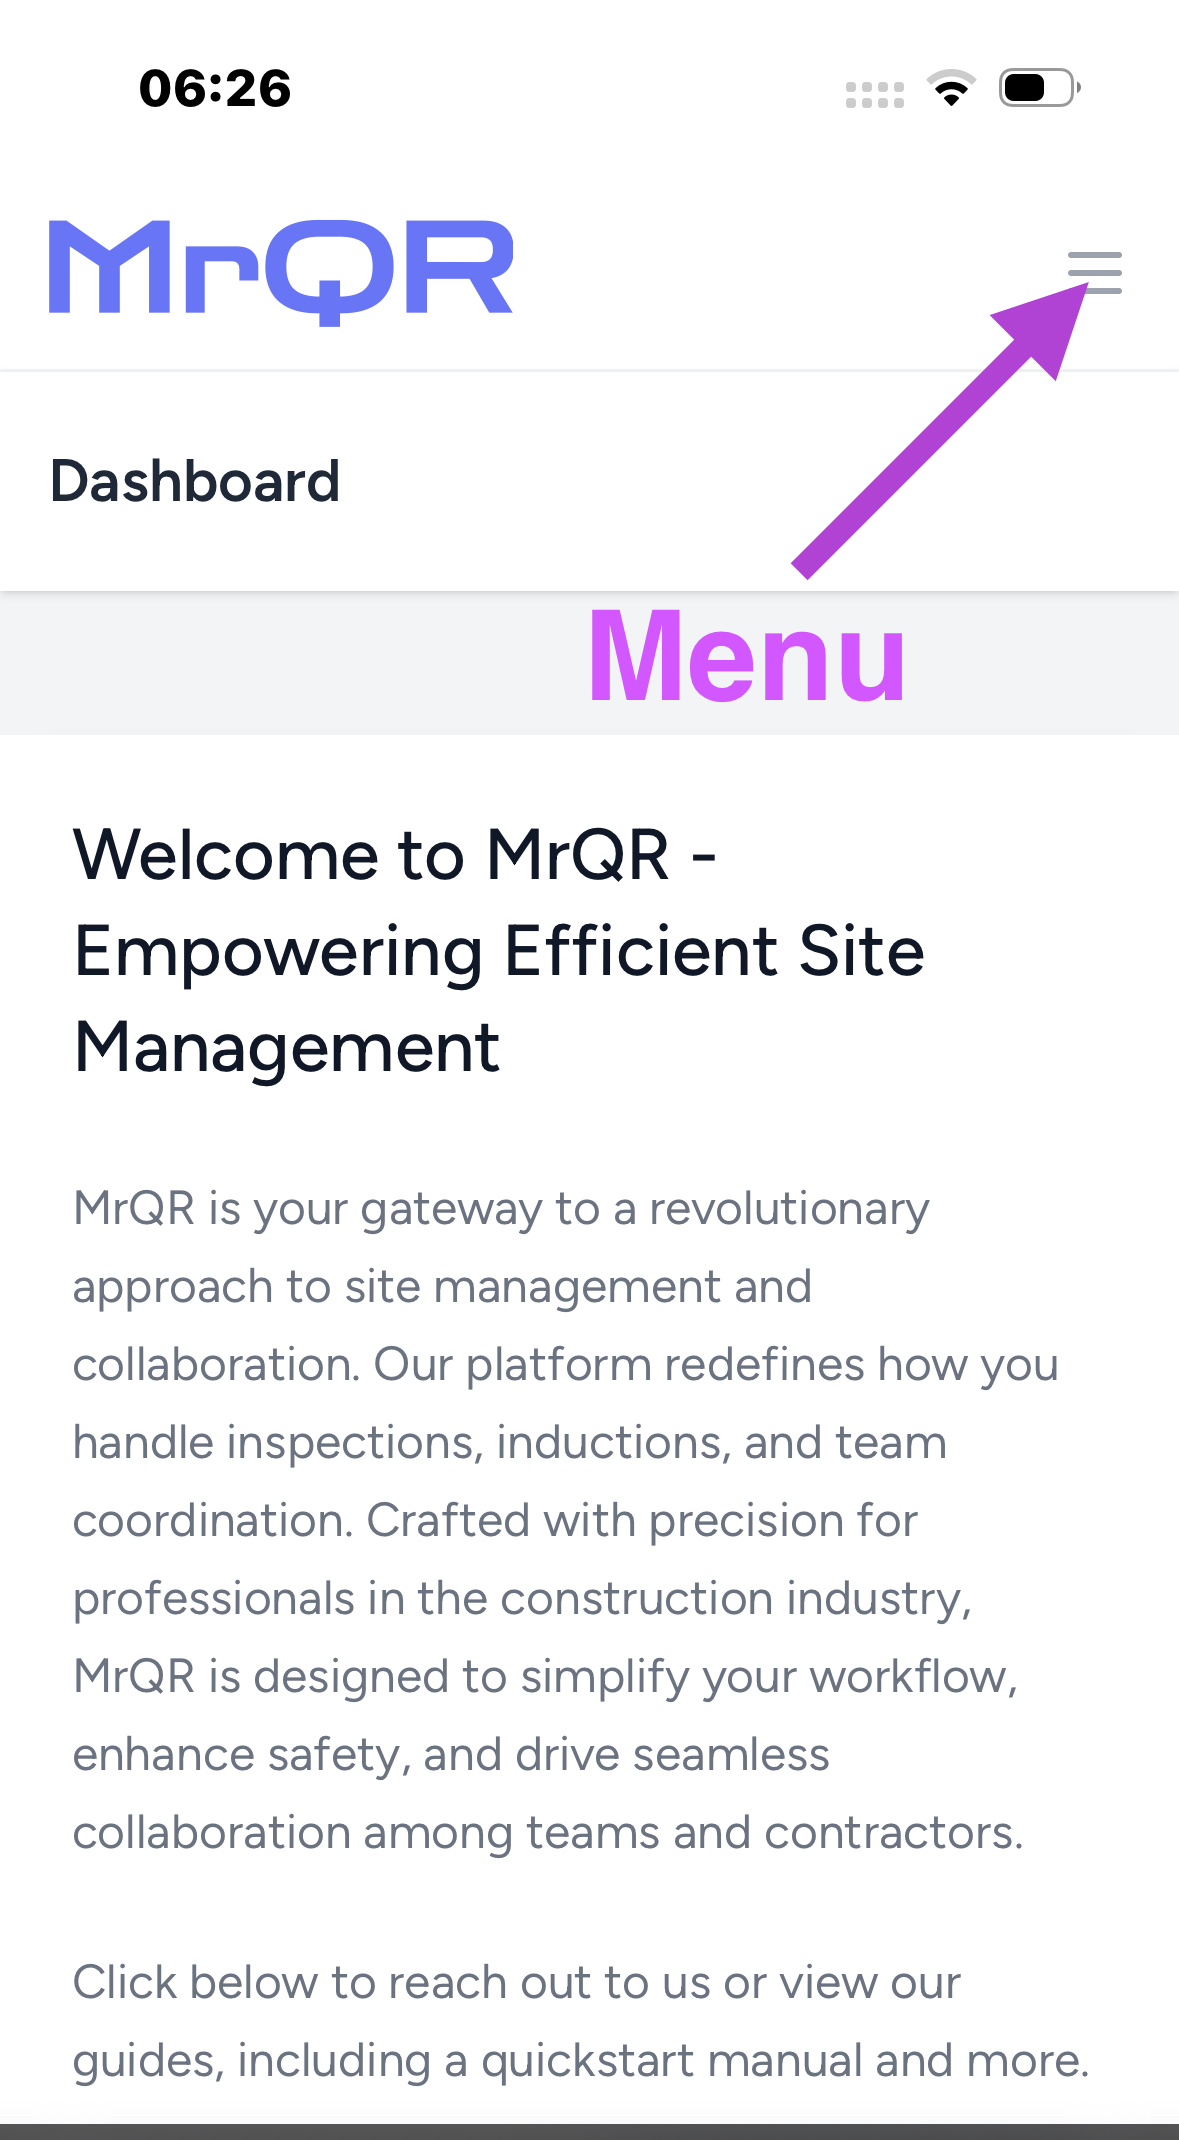 06:26
MrQR
Dashboard
Menu
Welcome to MrQR -
Empowering Efficient Site
Management
MrQR is your gateway to a revolutionary
approach to site management and
collaboration. Our platform redefines how you
handle inspections, inductions, and team
coordination. Crafted with precision for
professionals in the construction industry,
MrQR is designed to simplify your workflow,
enhance safety, and drive seamless
collaboration among teams and contractors.
Click below to reach out to us or view our
guides, including a quickstart manual and more.